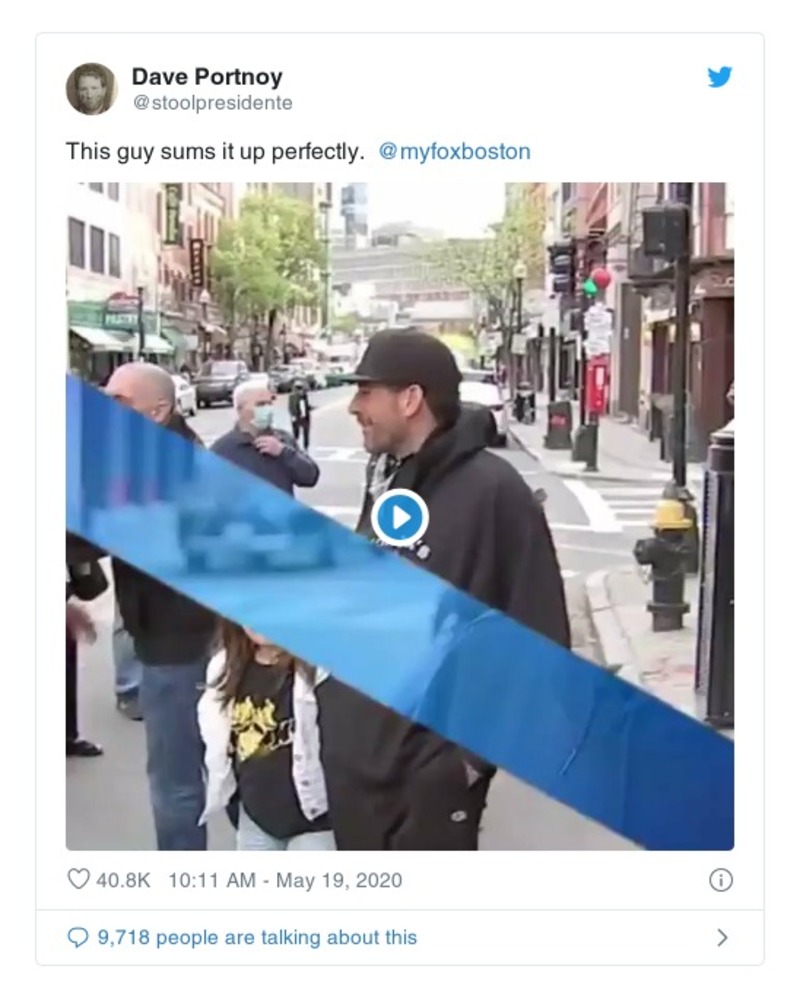 Dave Portnoy
@stoolpresidente
This guy sums it up perfectly. @myfoxboston
PASTRY
40.8K 10:11 AM - May 19, 2020
9,718 people are talking about this